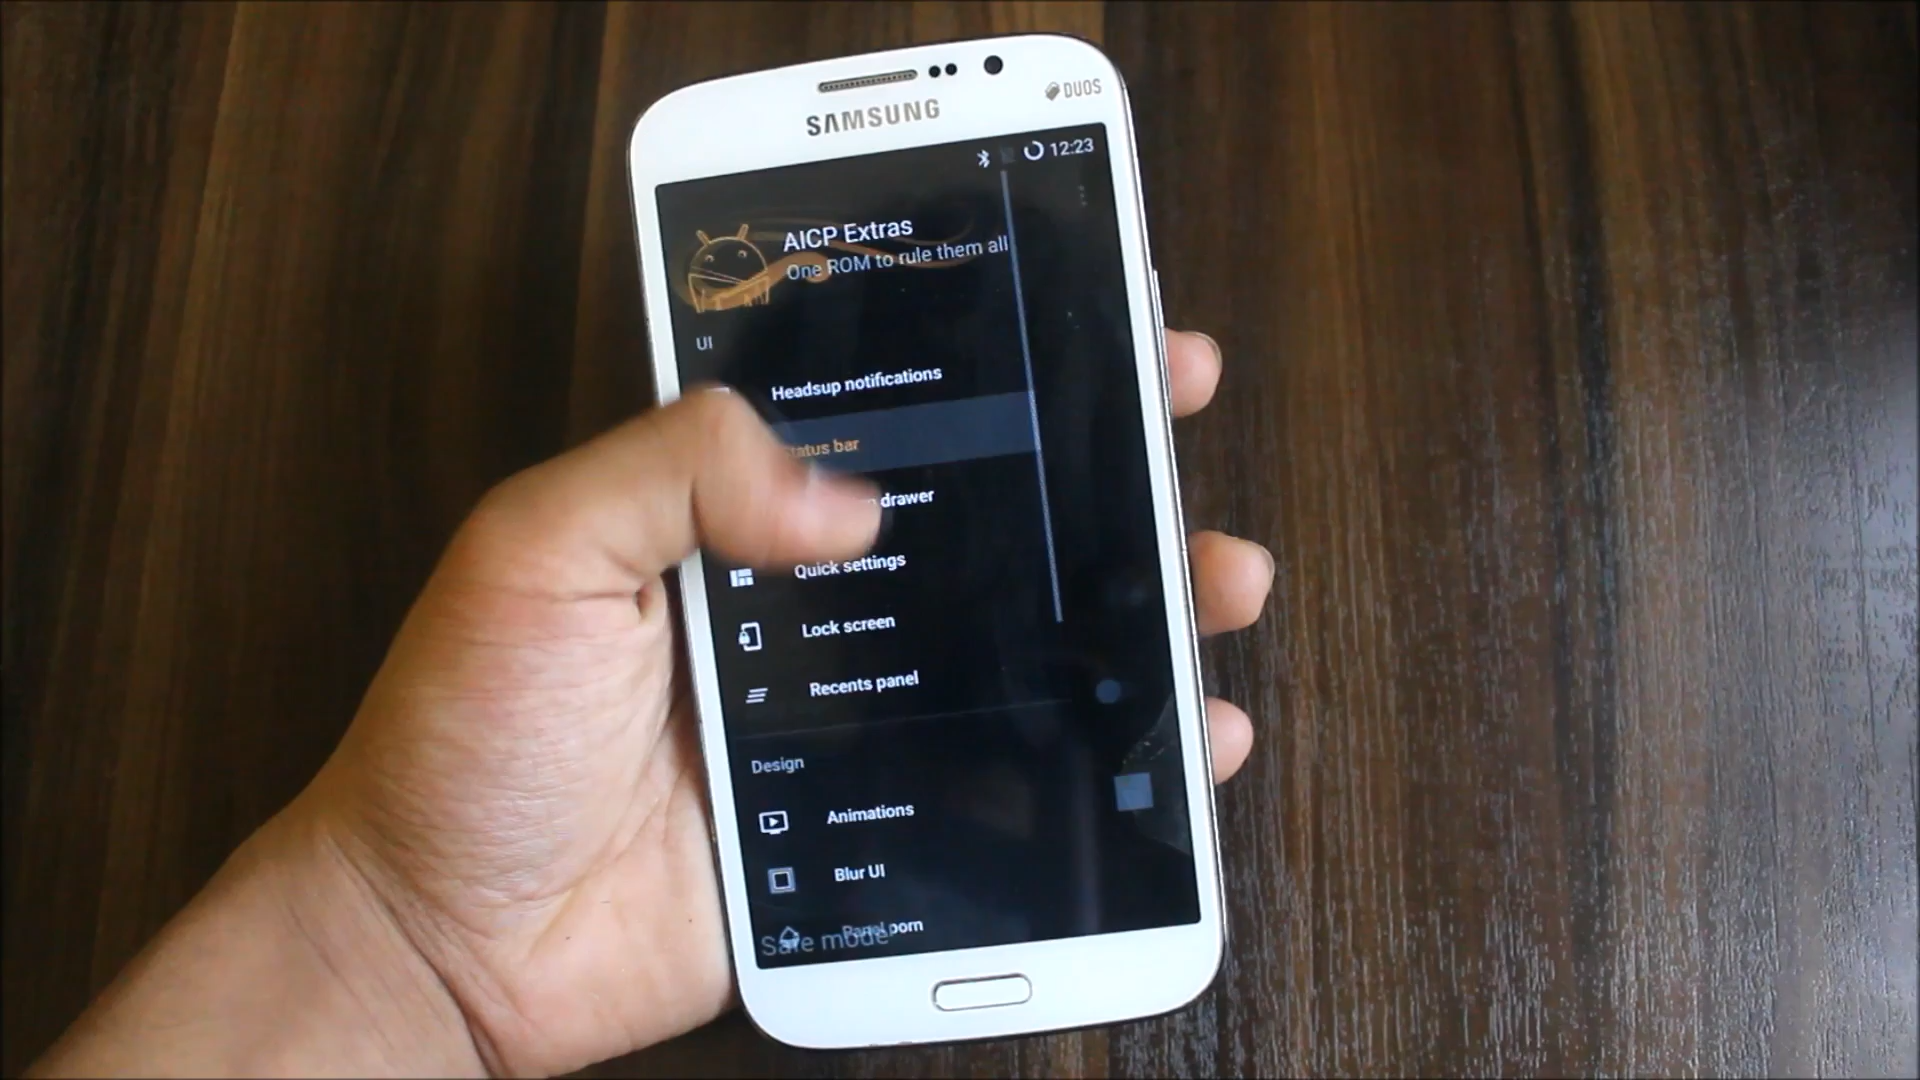 SAMSUNG
DUOS
12:23
AICP Extras
One ROM to rule them all
UI
Headsup notifications
Status bar
drawer
Quick settings
Lock screen
Recents panel
Design
Animations
Blur UI
Panel porn
Safe mode